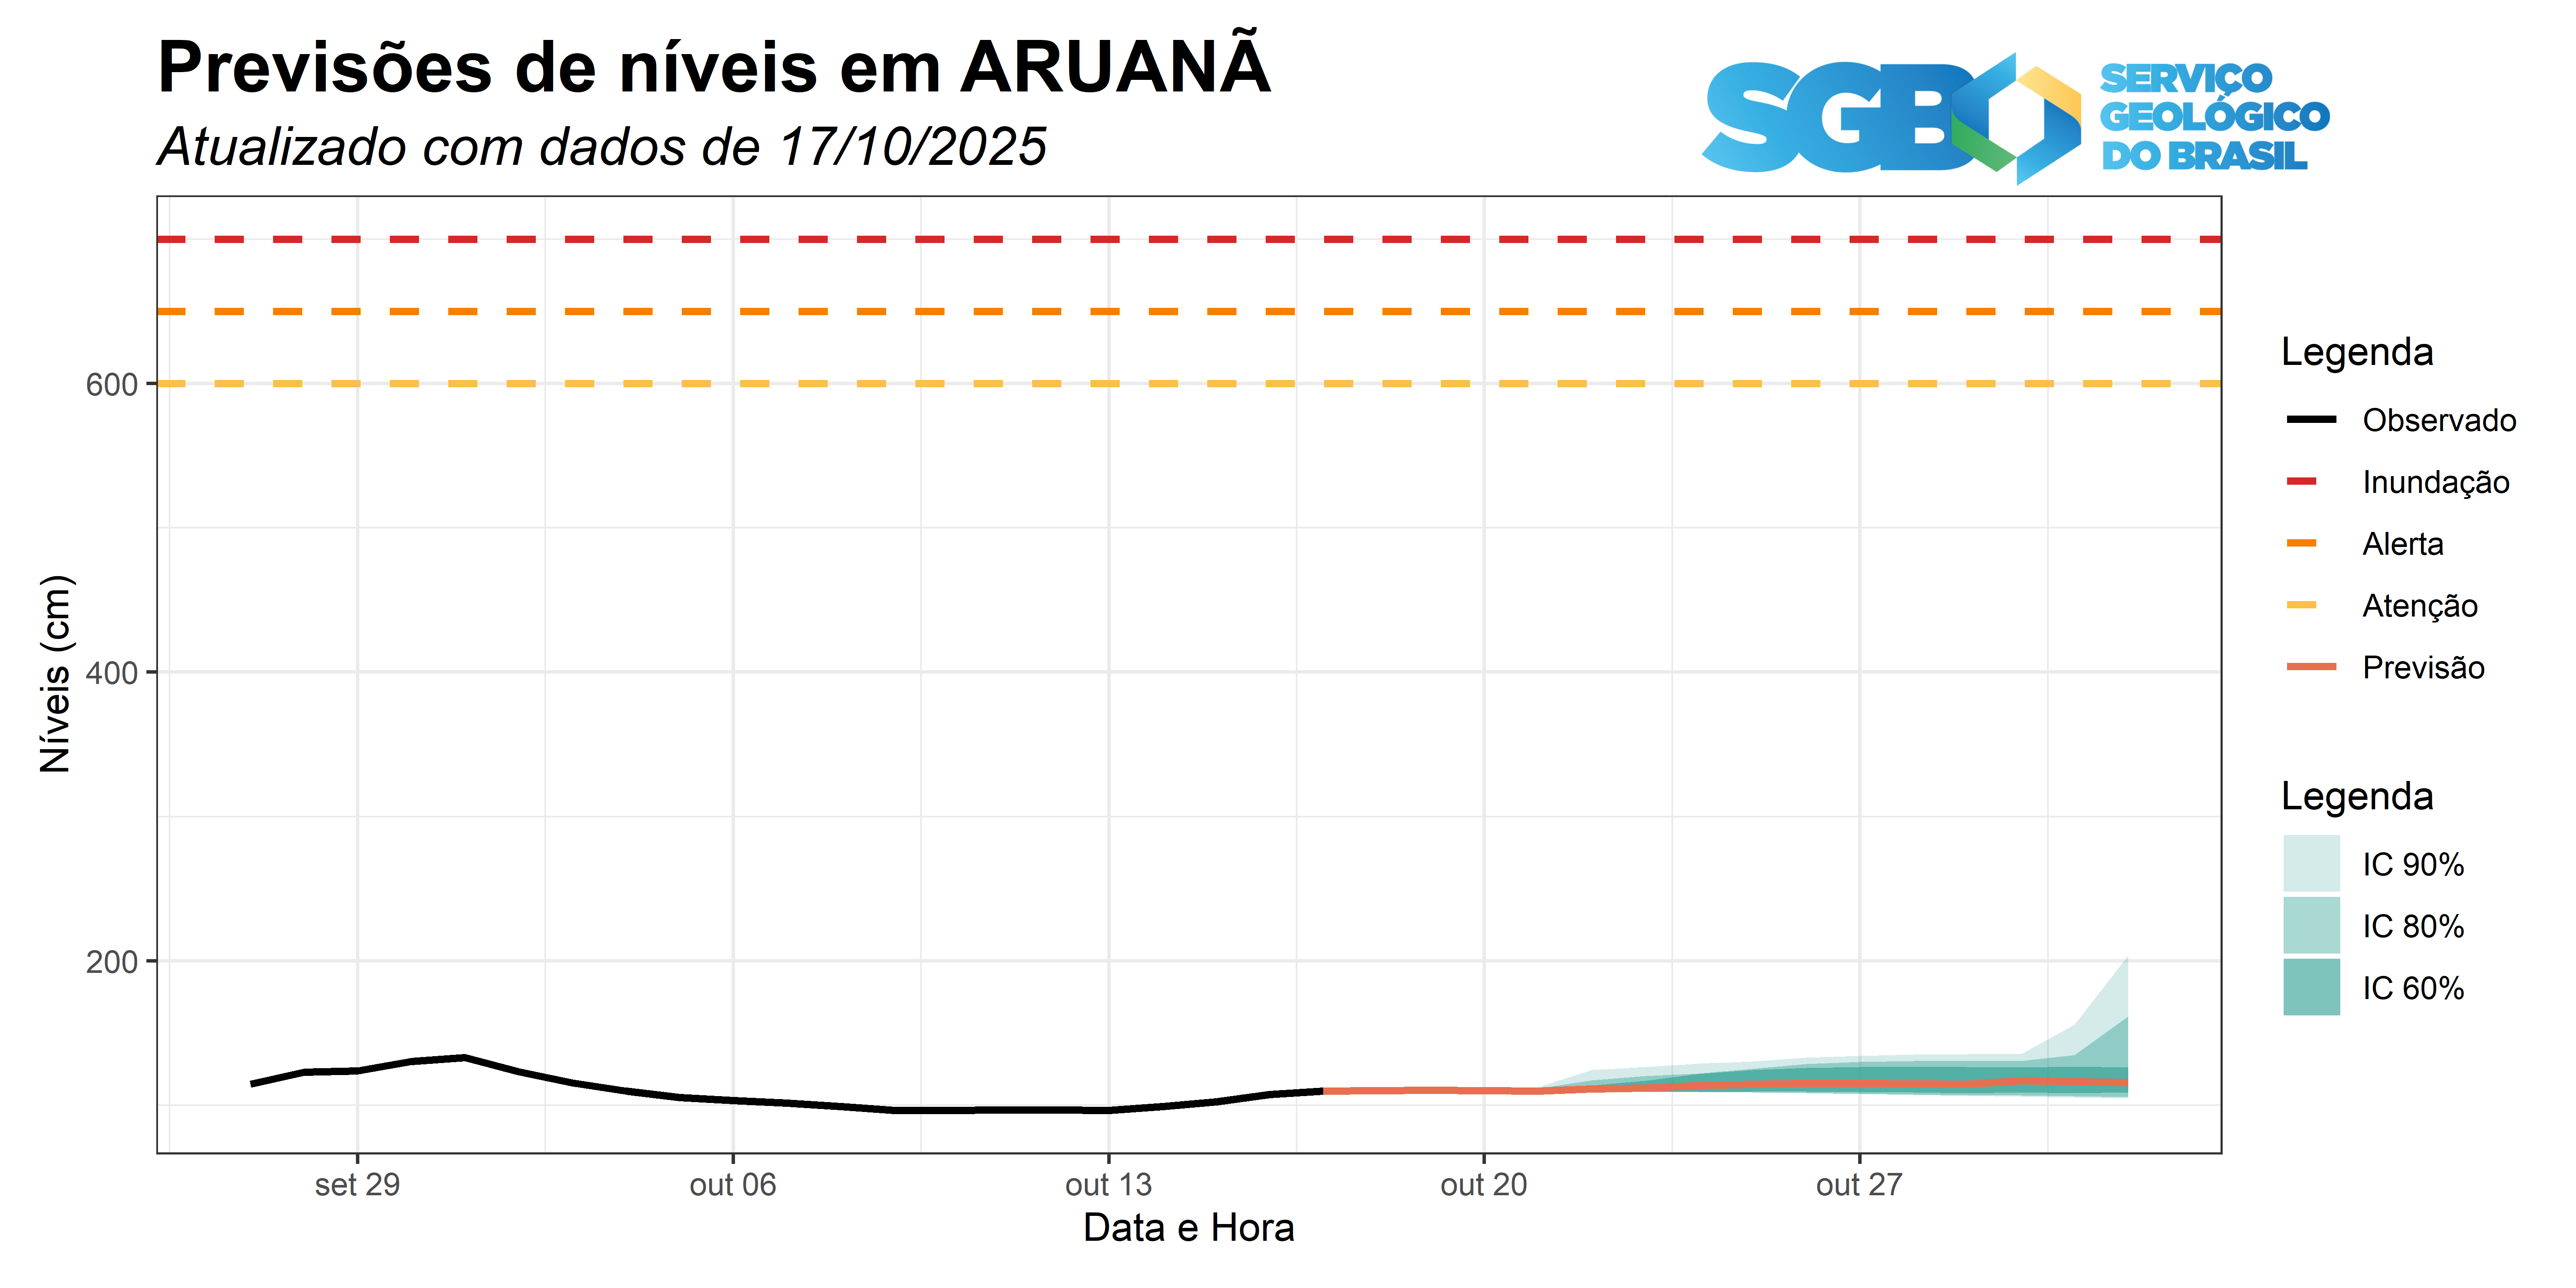 Previsões de níveis em ARUANÃ
Atualizado com dados de 17/10/2025
SGB
SERVIÇO
GEOLÓGICO
DO BRASIL
600
400
200
Níveis (cm)
set 29
out 06
out 13
out 20
out 27
Data e Hora
Legenda
Observado
Inundação
Alerta
Atenção
Previsão
Legenda
IC 90%
IC 80%
IC 60%